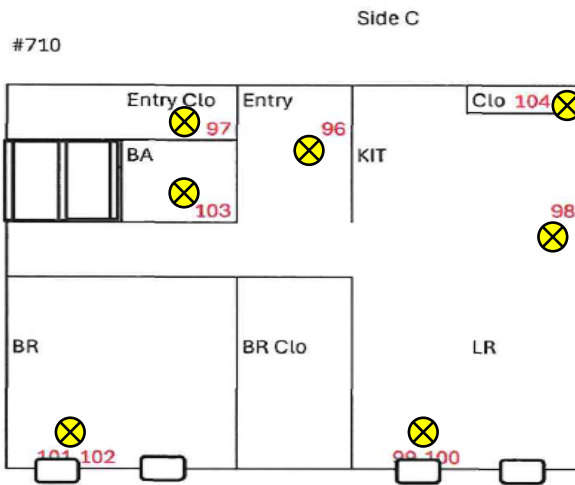 Side C
#710
Entry Clo
Entry
Clo 104
97
96
BA
KIT
103
98
BR
BR Clo
LR
101 102
99 100